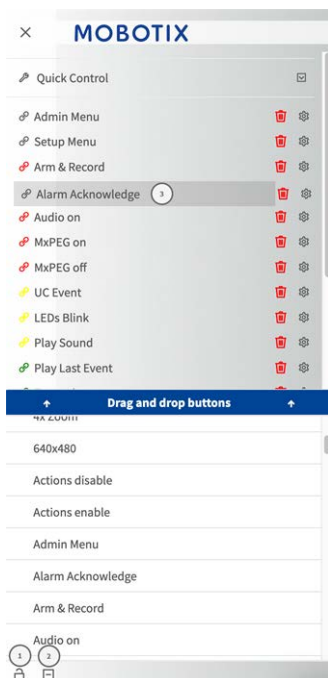 MOBOTIX
Quick Control
Admin Menu
Setup Menu
Arm & Record
Alarm Acknowledge 3
Audio on
MxPEG on
MxPEG off
UC Event
LEDs Blink
Play Sound
Play Last Event
Drag and drop buttons
4x Zoom
640x480
Actions disable
Actions enable
Admin Menu
Alarm Acknowledge
Arm & Record
Audio on
1 2